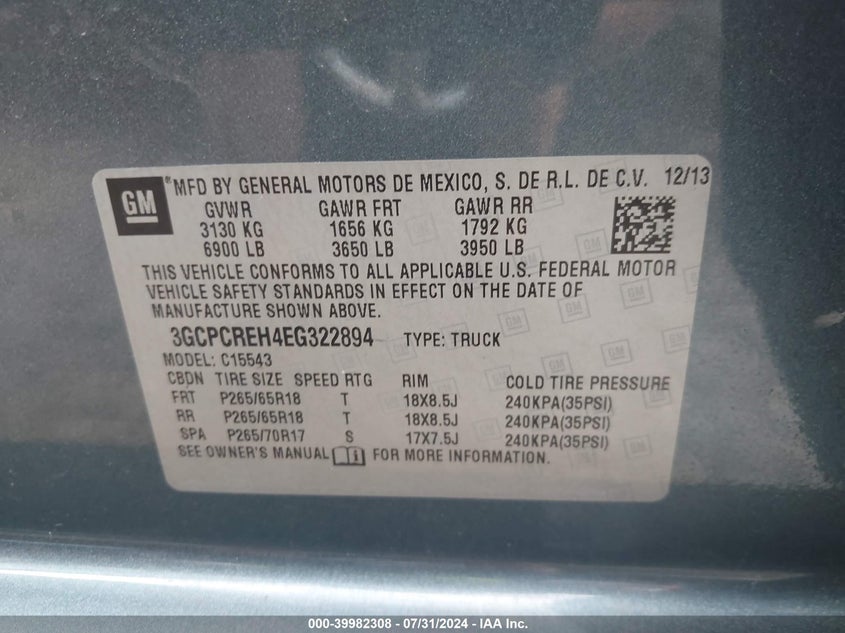 GM
®MFD BY GENERAL MOTORS DE MEXICO, S. DE R.L. DE C.V. 12/13
GVWR GAWR FRT GAWR RR
3130 KG 1656 KG 1792 KG
6900 LB 3650 LB 3950 LB
THIS VEHICLE CONFORMS TO ALL APPLICABLE U.S. FEDERAL MOTOR
VEHICLE SAFETY STANDARDS IN EFFECT ON THE DATE OF
MANUFACTURE SHOWN ABOVE.
3GCPCREH4EG322894 TYPE: TRUCK
MODEL: C15543
CBDN TIRE SIZE SPEED RTG RIM COLD TIRE PRESSURE
FRT P265/65R18 T 18X8.5J 240KPA(35PSI)
RR P265/65R18 T 18X8.5J 240KPA(35PSI)
SPA P265/70R17 S 17X7.5J 240KPA(35PSI)
SEE OWNER'S MANUAL FOR MORE INFORMATION.
000-39982308 - 07/31/2024 - IAA Inc.